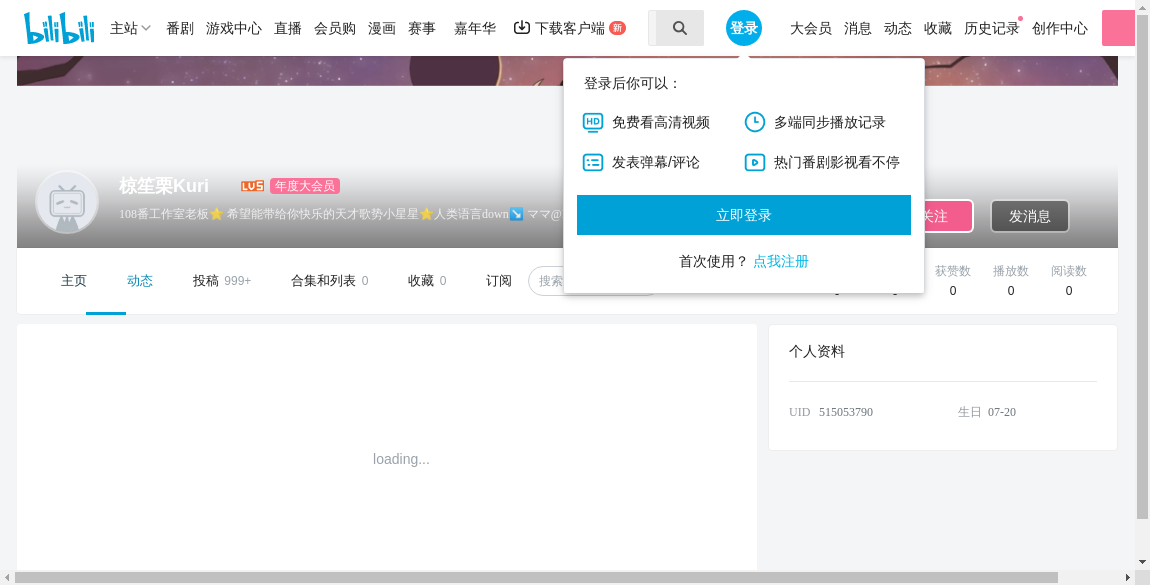 bilibili 主站 番剧 游戏中心 直播 会员购 漫画 赛事 嘉年华 下载客户端 新 登录 大会员 消息 动态 收藏 历史记录 创作中心
登录后你可以：
HD 免费看高清视频 多端同步播放记录
发表弹幕/评论 热门番剧影视看不停
立即登录
首次使用？ 点我注册
椋笙栗Kuri LV5 年度大会员
108番工作室老板⭐ 希望能带给你快乐的天才歌势小星星⭐人类语言down↘ ママ@
关注 发消息
主页 动态 投稿 999+ 合集和列表 0 收藏 0 订阅 搜索
获赞数 播放数 阅读数
0 0 0
loading...
个人资料
UID 515053790 生日 07-20